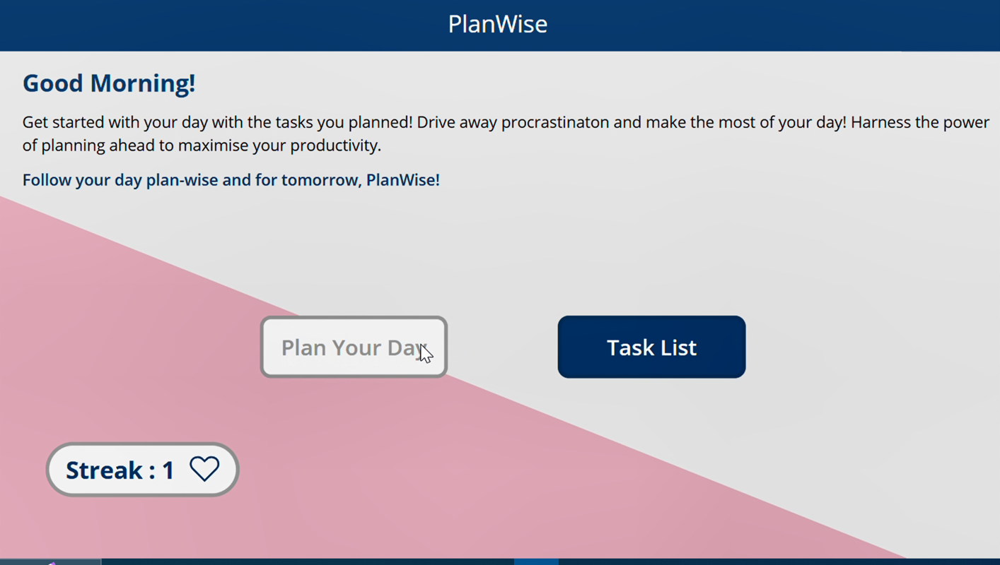 PlanWise
Good Morning!
Get started with your day with the tasks you planned! Drive away procrastinaton and make the most of your day! Harness the power
of planning ahead to maximise your productivity.
Follow your day plan-wise and for tomorrow, PlanWise!
Plan Your Day
Task List
Streak : 1